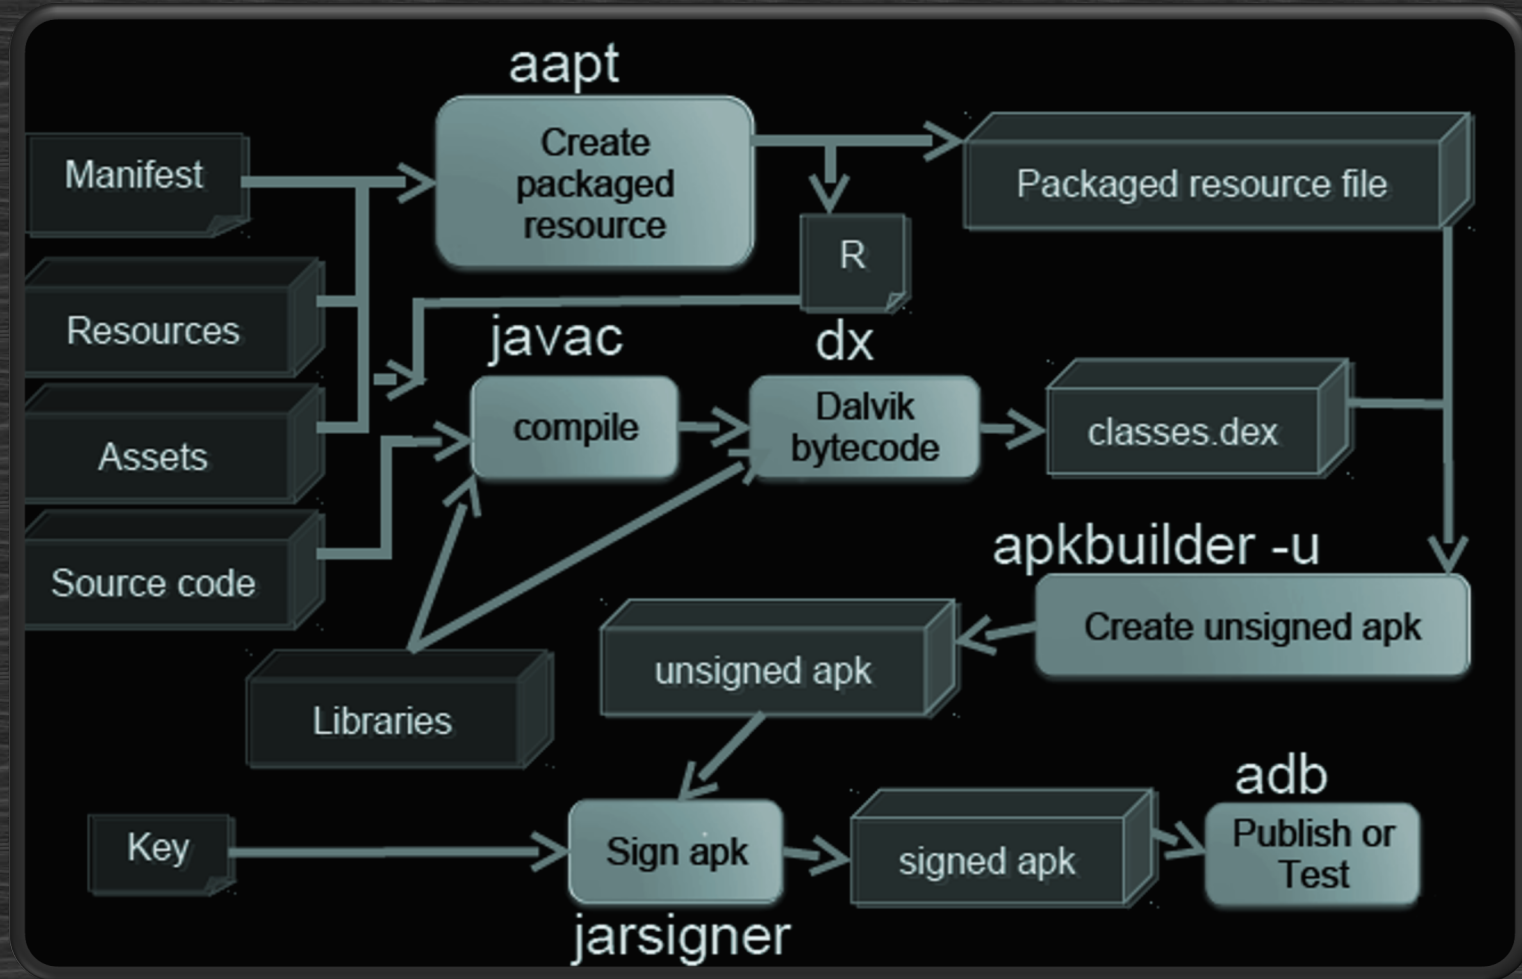 aapt
Manifest
Create
packaged
resource
Packaged resource file
R
Resources
javac
dx
Assets
compile
Dalvik
bytecode
classes.dex
Source code
apkbuilder -u
Create unsigned apk
unsigned apk
Libraries
adb
Key
Sign apk
signed apk
Publish or
Test
jarsigner